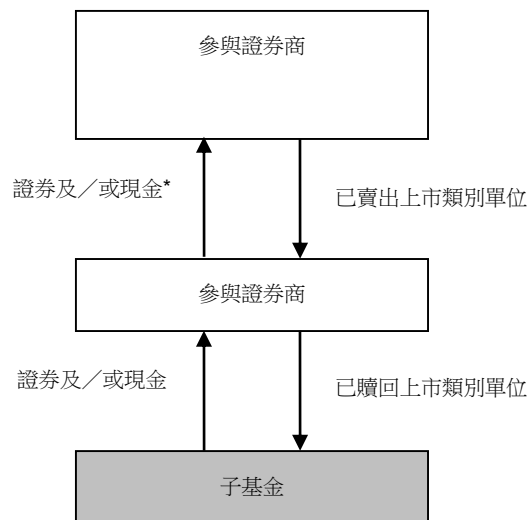 參與證券商
證券及／或現金*
已賣出上市類別單位
參與證券商
證券及／或現金
已贖回上市類別單位
子基金